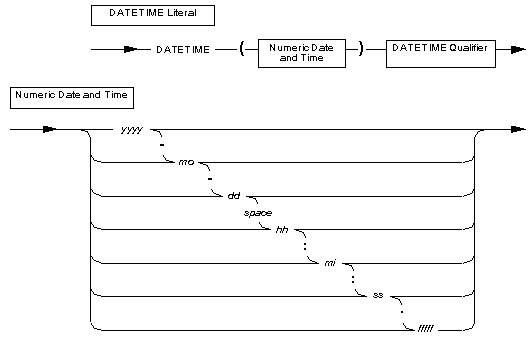 DATETIME Literal
DATETIME ( Numeric Date and Time ) DATETIME Qualifier
Numeric Date and Time
yyyy
-
mo
-
dd
space
hh
:
mi
:
ss
.
fffff